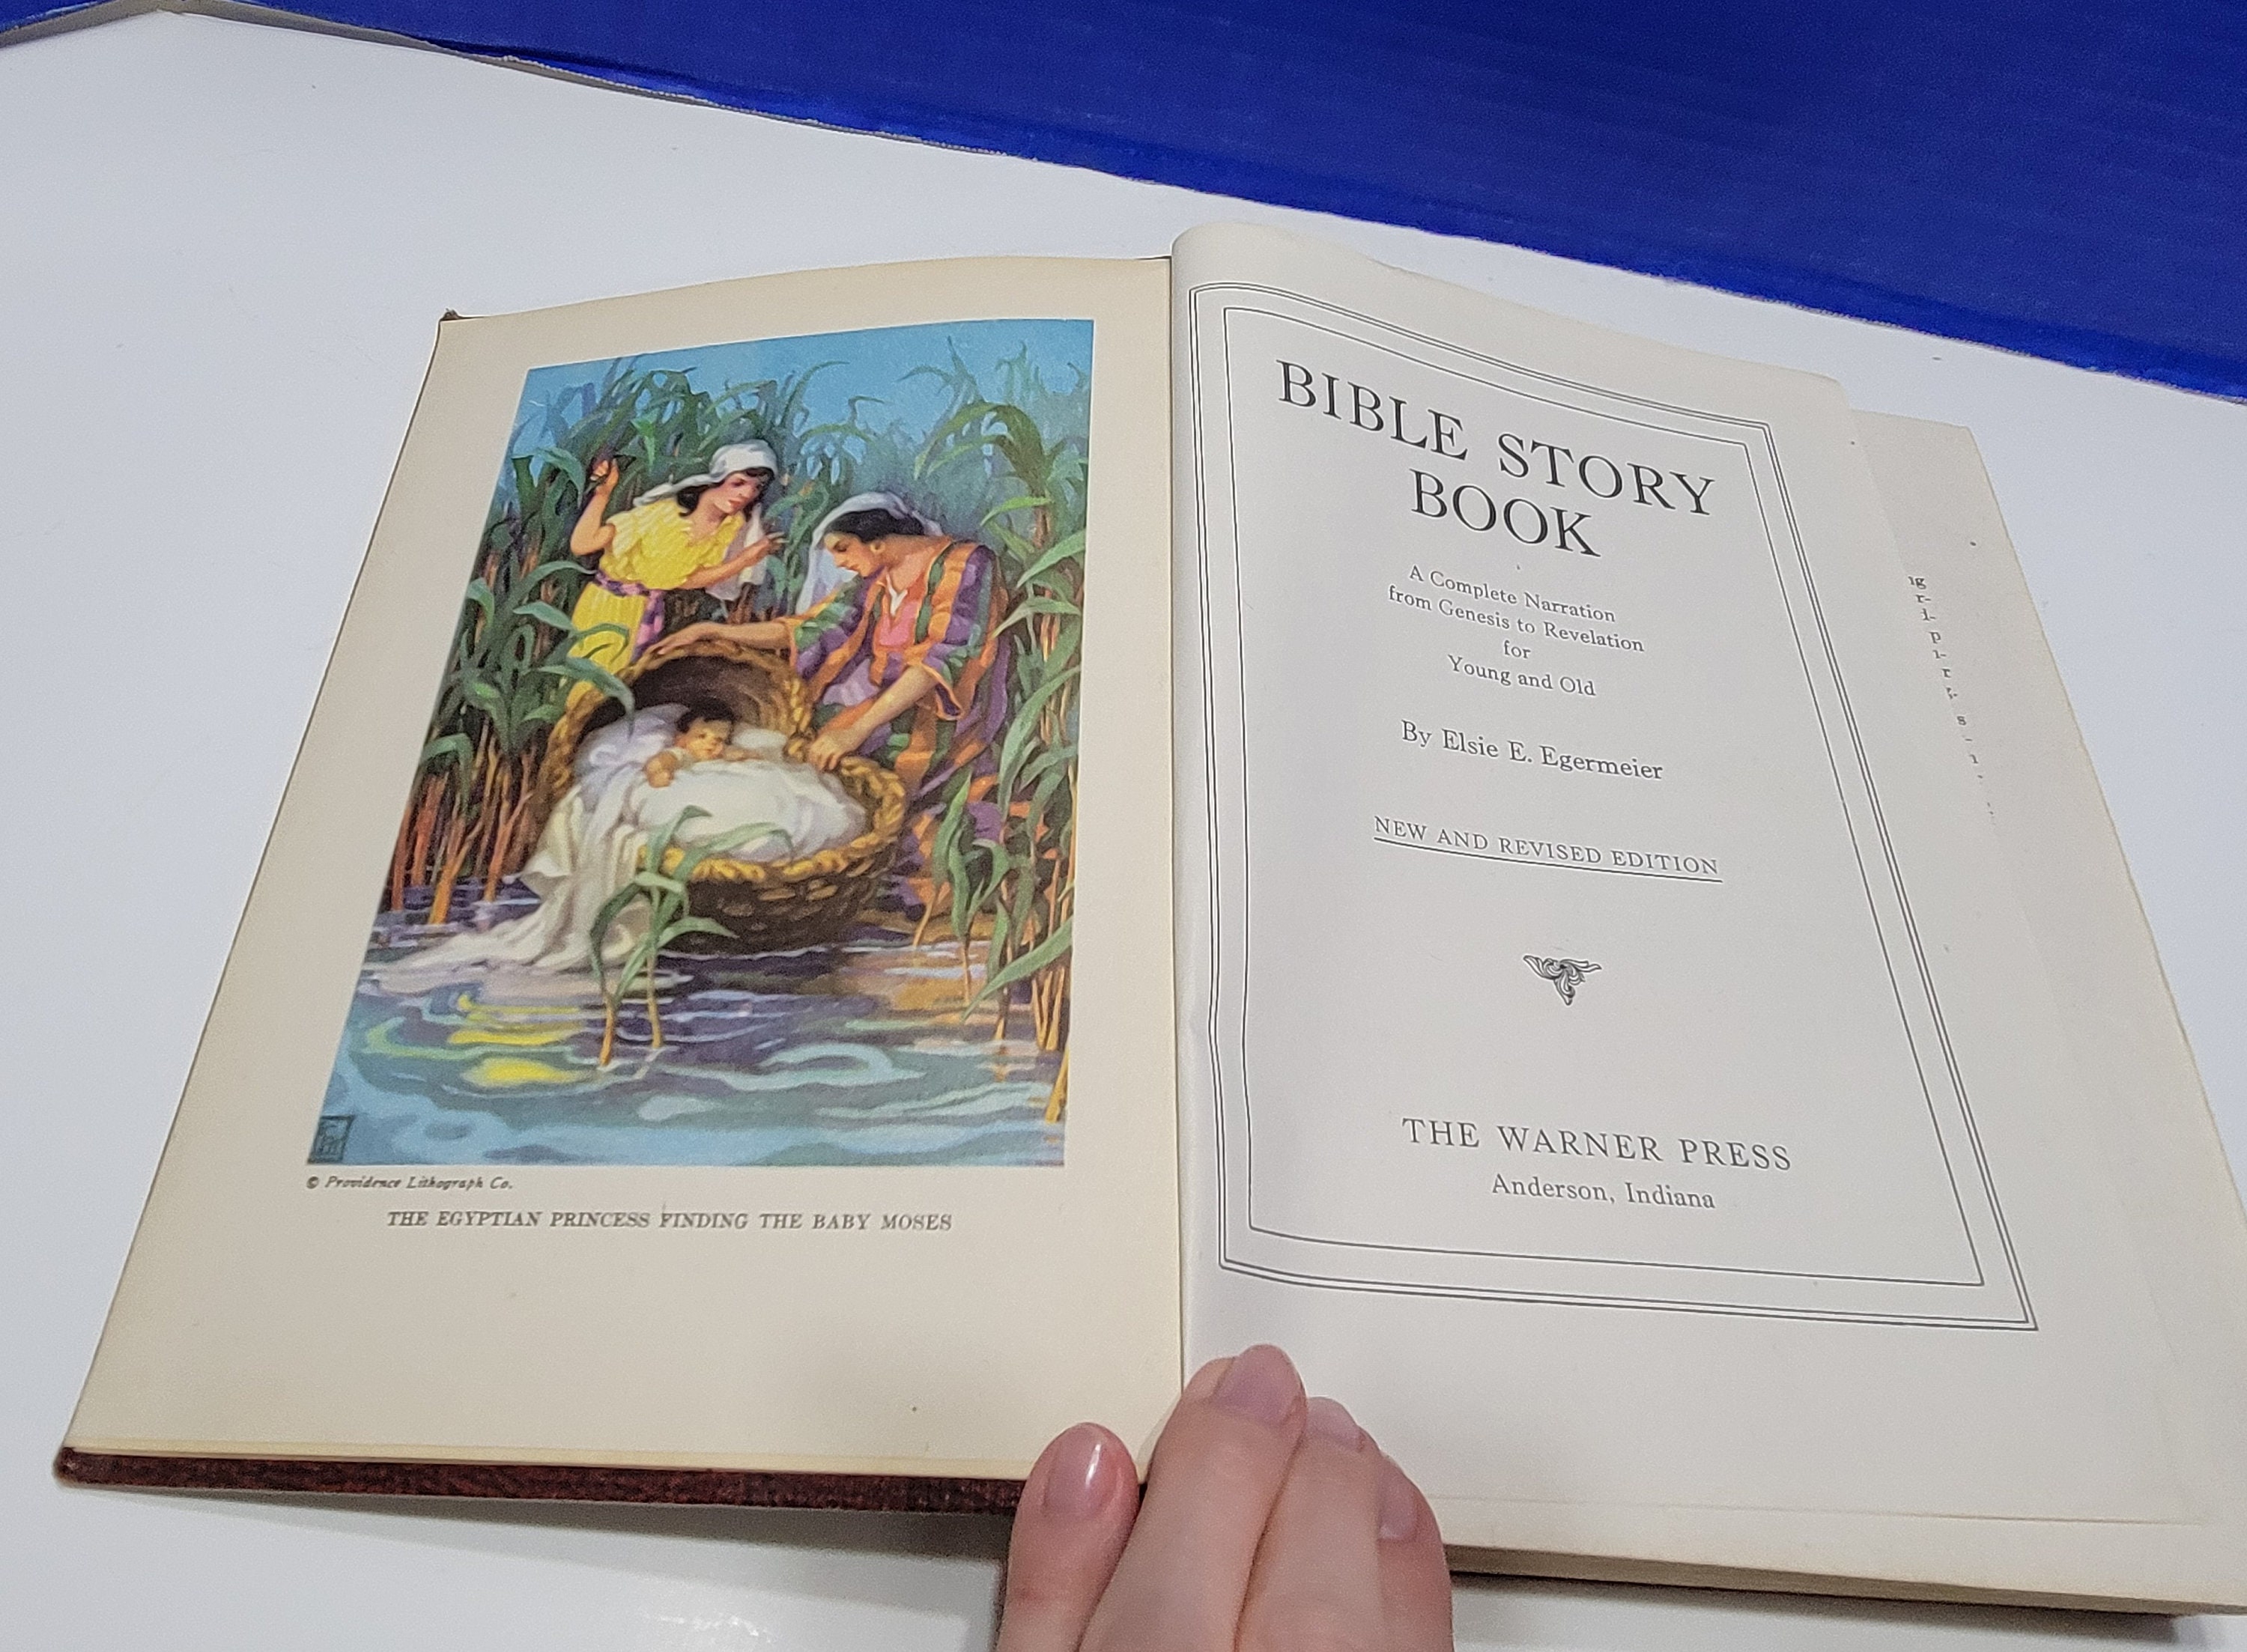 © Providence Lithograph Co.
THE EGYPTIAN PRINCESS FINDING THE BABY MOSES
BIBLE STORY
BOOK
A Complete Narration
from Genesis to Revelation
for
Young and Old
By Elsie E. Egermeier
NEW AND REVISED EDITION
THE WARNER PRESS
Anderson, Indiana